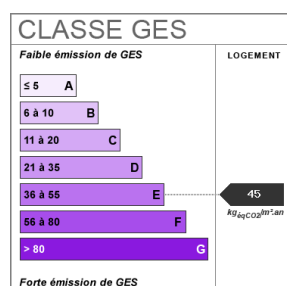 CLASSE GES
Faible émission de GES
LOGEMENT
≤ 5 A
6 à 10 B
11 à 20 C
21 à 35 D
36 à 55 E
45
kgéqCO2/m².an
56 à 80 F
> 80 G
Forte émission de GES